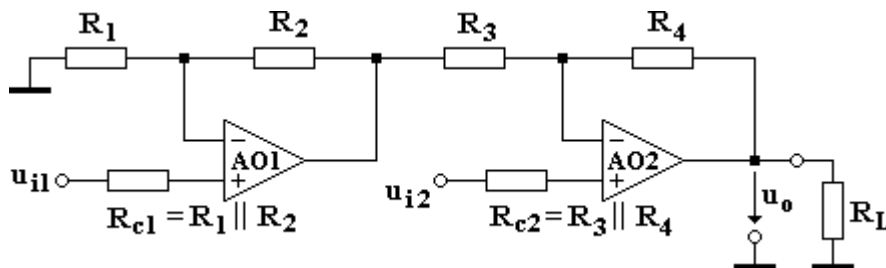 R1 R2 R3 R4
− −
AO1 AO2
ui1 + ui2 +
Rc1 = R1 || R2 Rc2 = R3 || R4
uo RL